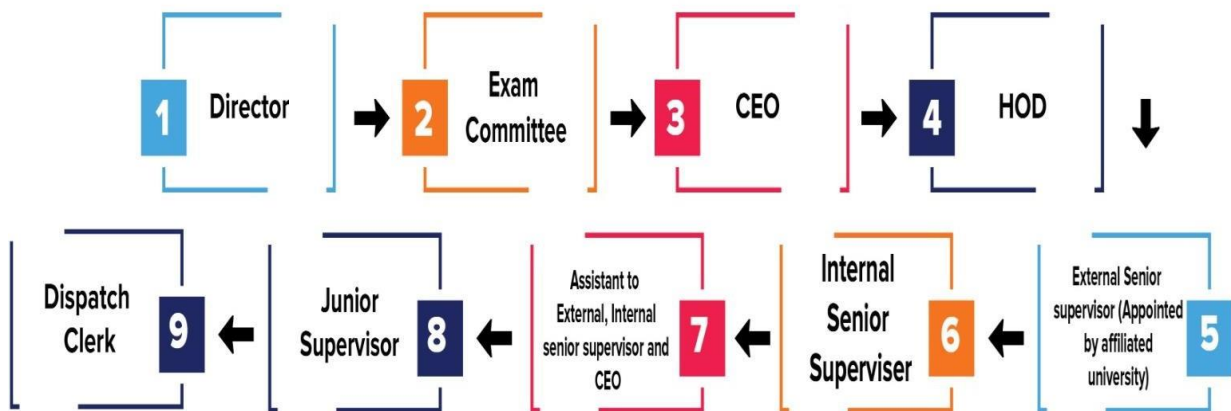 1
Director
2
Exam
Committee
3
CEO
4
HOD
5
External Senior
supervisor (Appointed
by affiliated
university)
6
Internal
Senior
Superviser
7
Assistant to
External, Internal
senior supervisor and
CEO
8
Junior
Supervisor
9
Dispatch
Clerk